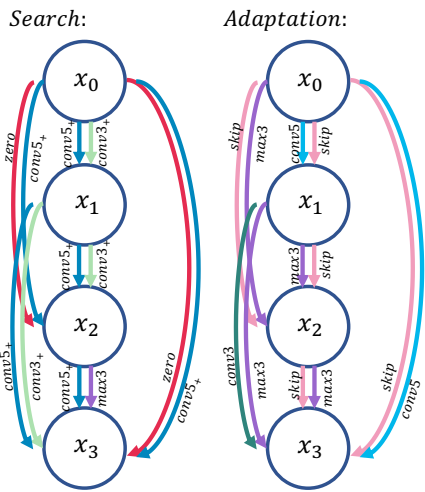 Search: Adaptation:
x0 x0
zero conv5+ conv5+ conv3+ skip max3 conv5 skip
x1 x1
conv5+ conv3+ max3 skip
x2 x2
conv5+ conv3+ conv5+ max3 zero conv5+ conv3 max3 skip max3 skip conv5
x3 x3